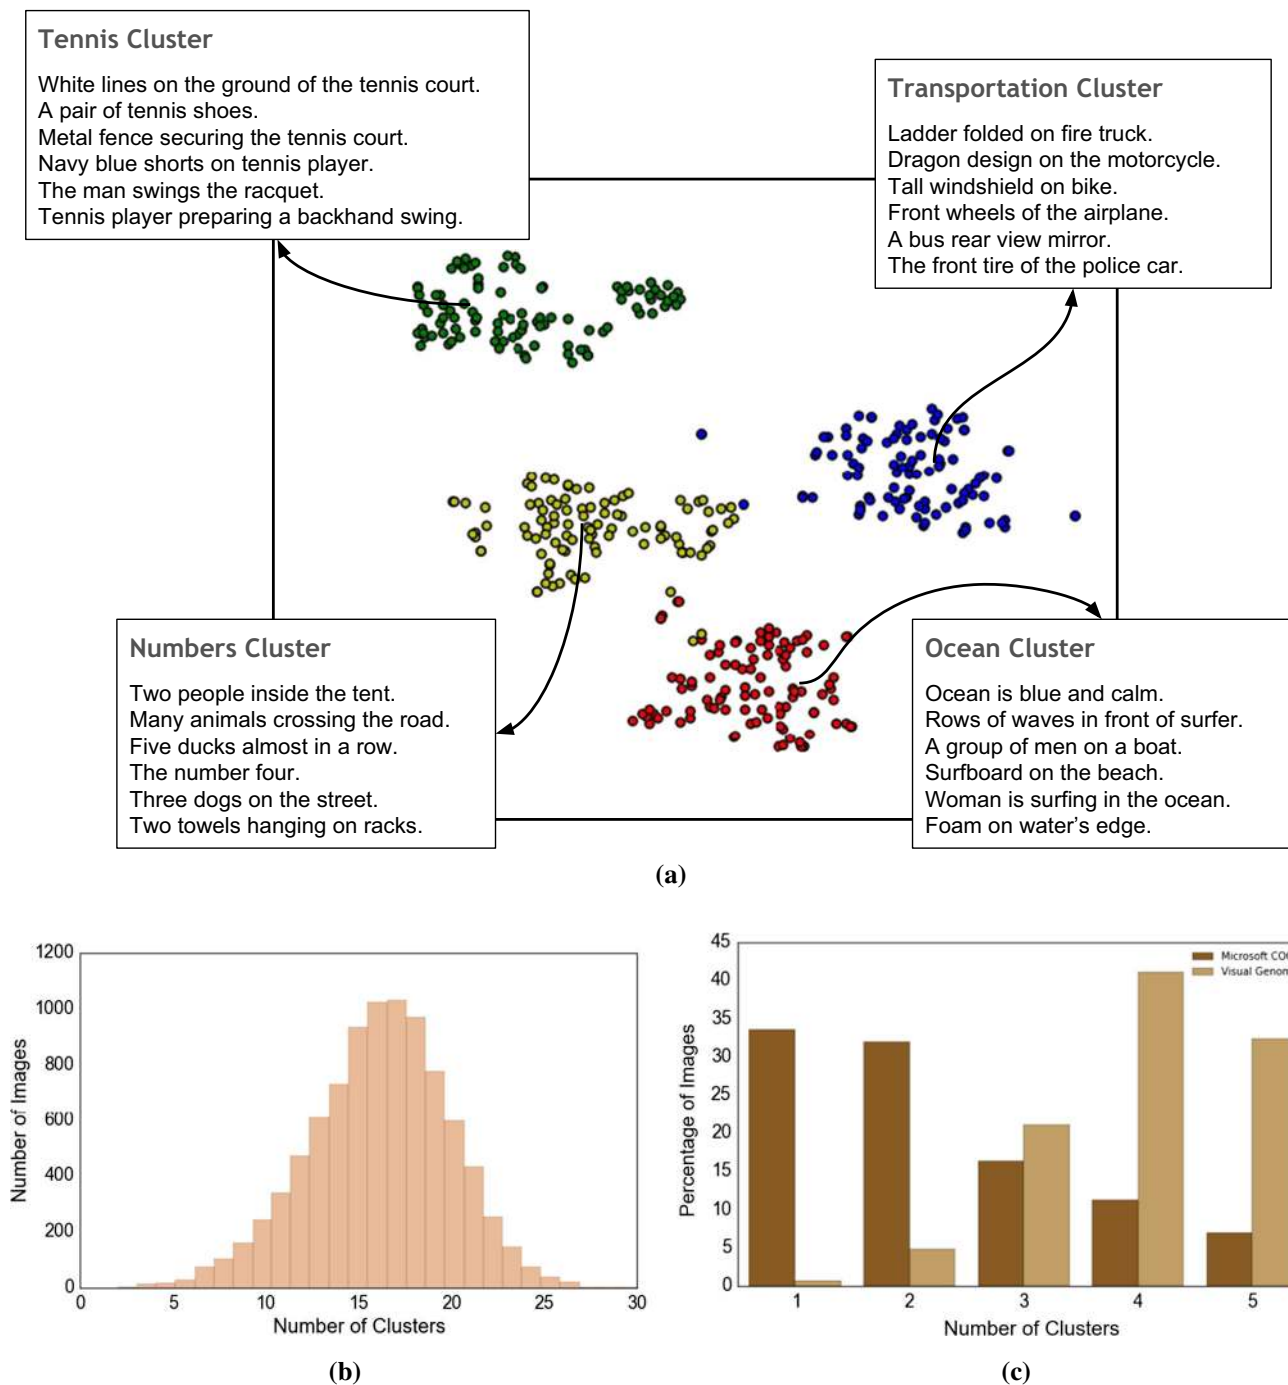 Tennis Cluster
White lines on the ground of the tennis court.
A pair of tennis shoes.
Metal fence securing the tennis court.
Navy blue shorts on tennis player.
The man swings the racquet.
Tennis player preparing a backhand swing.
Transportation Cluster
Ladder folded on fire truck.
Dragon design on the motorcycle.
Tall windshield on bike.
Front wheels of the airplane.
A bus rear view mirror.
The front tire of the police car.
Numbers Cluster
Two people inside the tent.
Many animals crossing the road.
Five ducks almost in a row.
The number four.
Three dogs on the street.
Two towels hanging on racks.
Ocean Cluster
Ocean is blue and calm.
Rows of waves in front of surfer.
A group of men on a boat.
Surfboard on the beach.
Woman is surfing in the ocean.
Foam on water's edge.
(a)
1200
1000
800
600
400
200
0
Number of Images
0 5 10 15 20 25 30
Number of Clusters
(b)
45
40
35
30
25
20
15
10
5
0
Percentage of Images
Microsoft
Visual
1 2 3 4 5
Number of Clusters
(c)